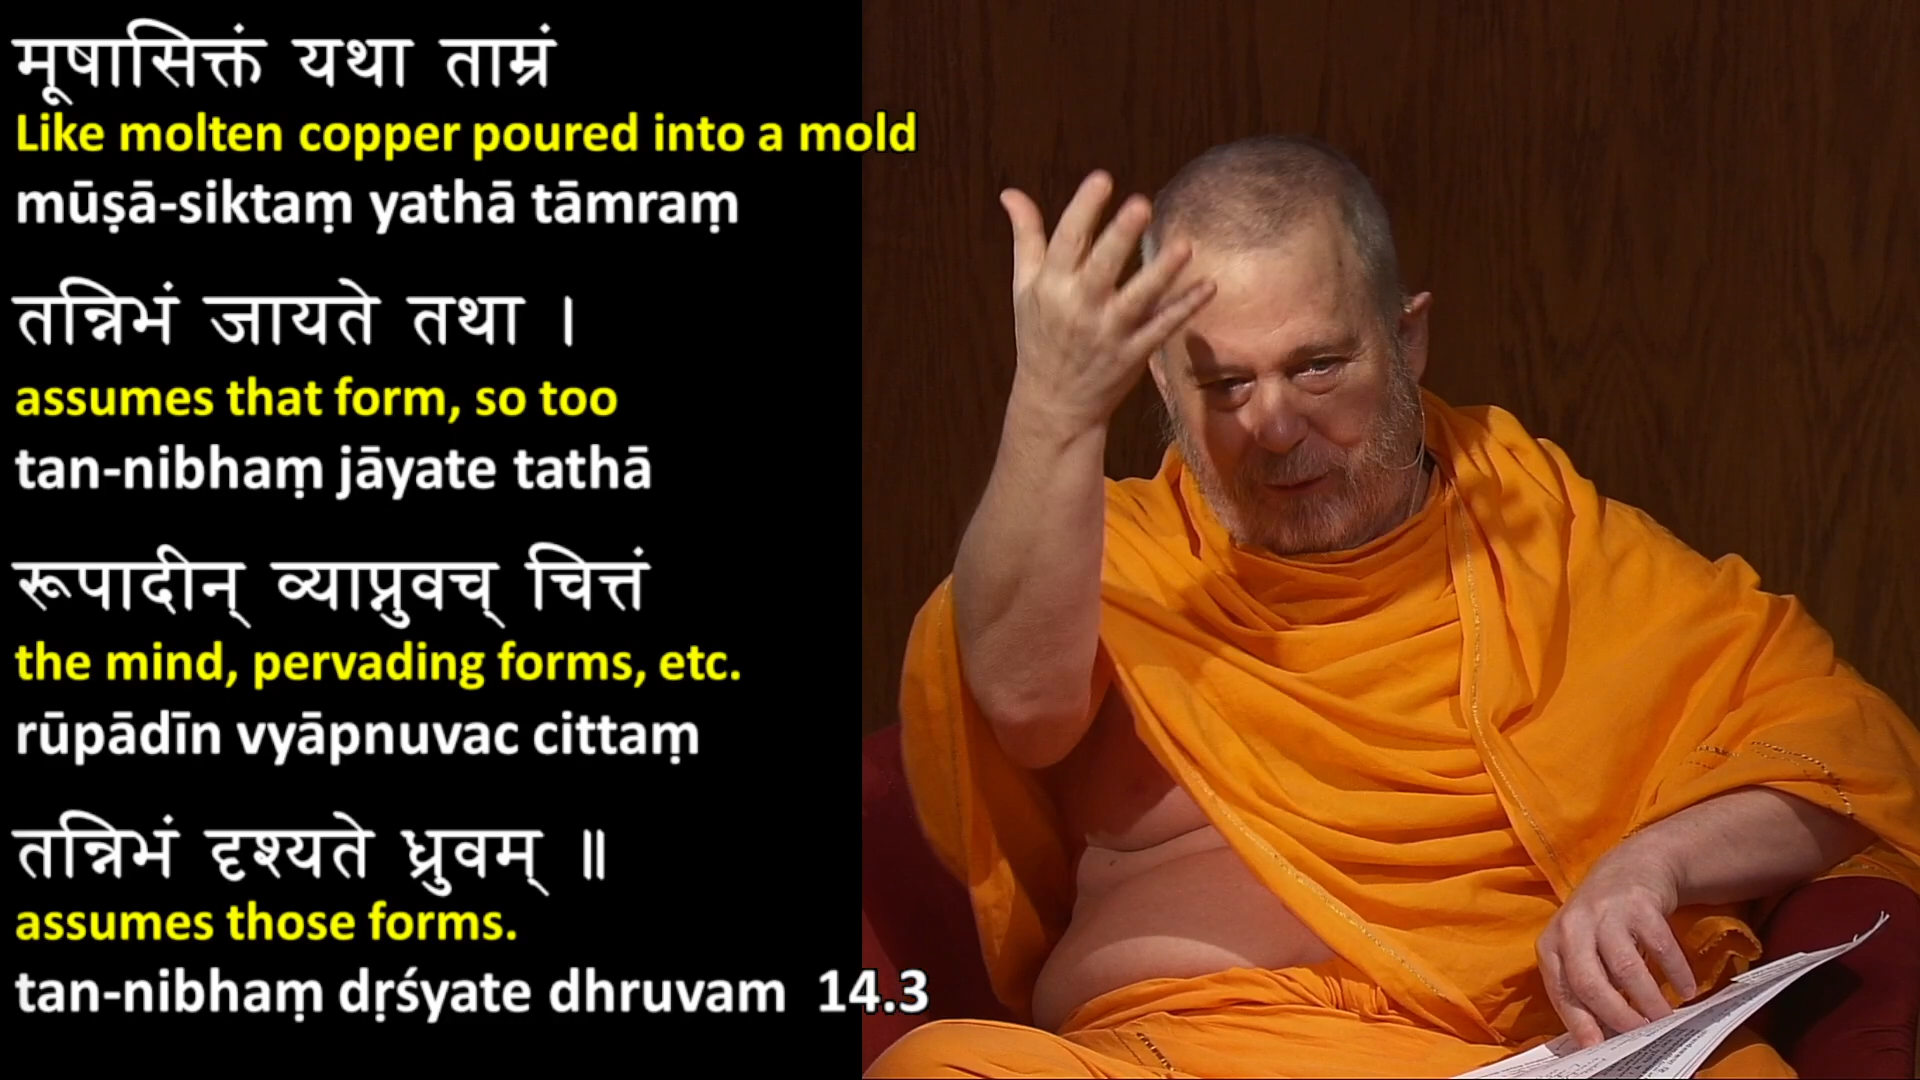 मूषासिक्तं यथा ताम्रं
Like molten copper poured into a mold
mūṣā-siktaṃ yathā tāmraṃ
तन्निभं जायते तथा ।
assumes that form, so too
tan-nibhaṃ jāyate tathā
रूपादीन् व्याप्नुवच् चित्तं
the mind, pervading forms, etc.
rūpādīn vyāpnuvac cittaṃ
तन्निभं दृश्यते ध्रुवम् ॥
assumes those forms.
tan-nibhaṃ dṛśyate dhruvam 14.3